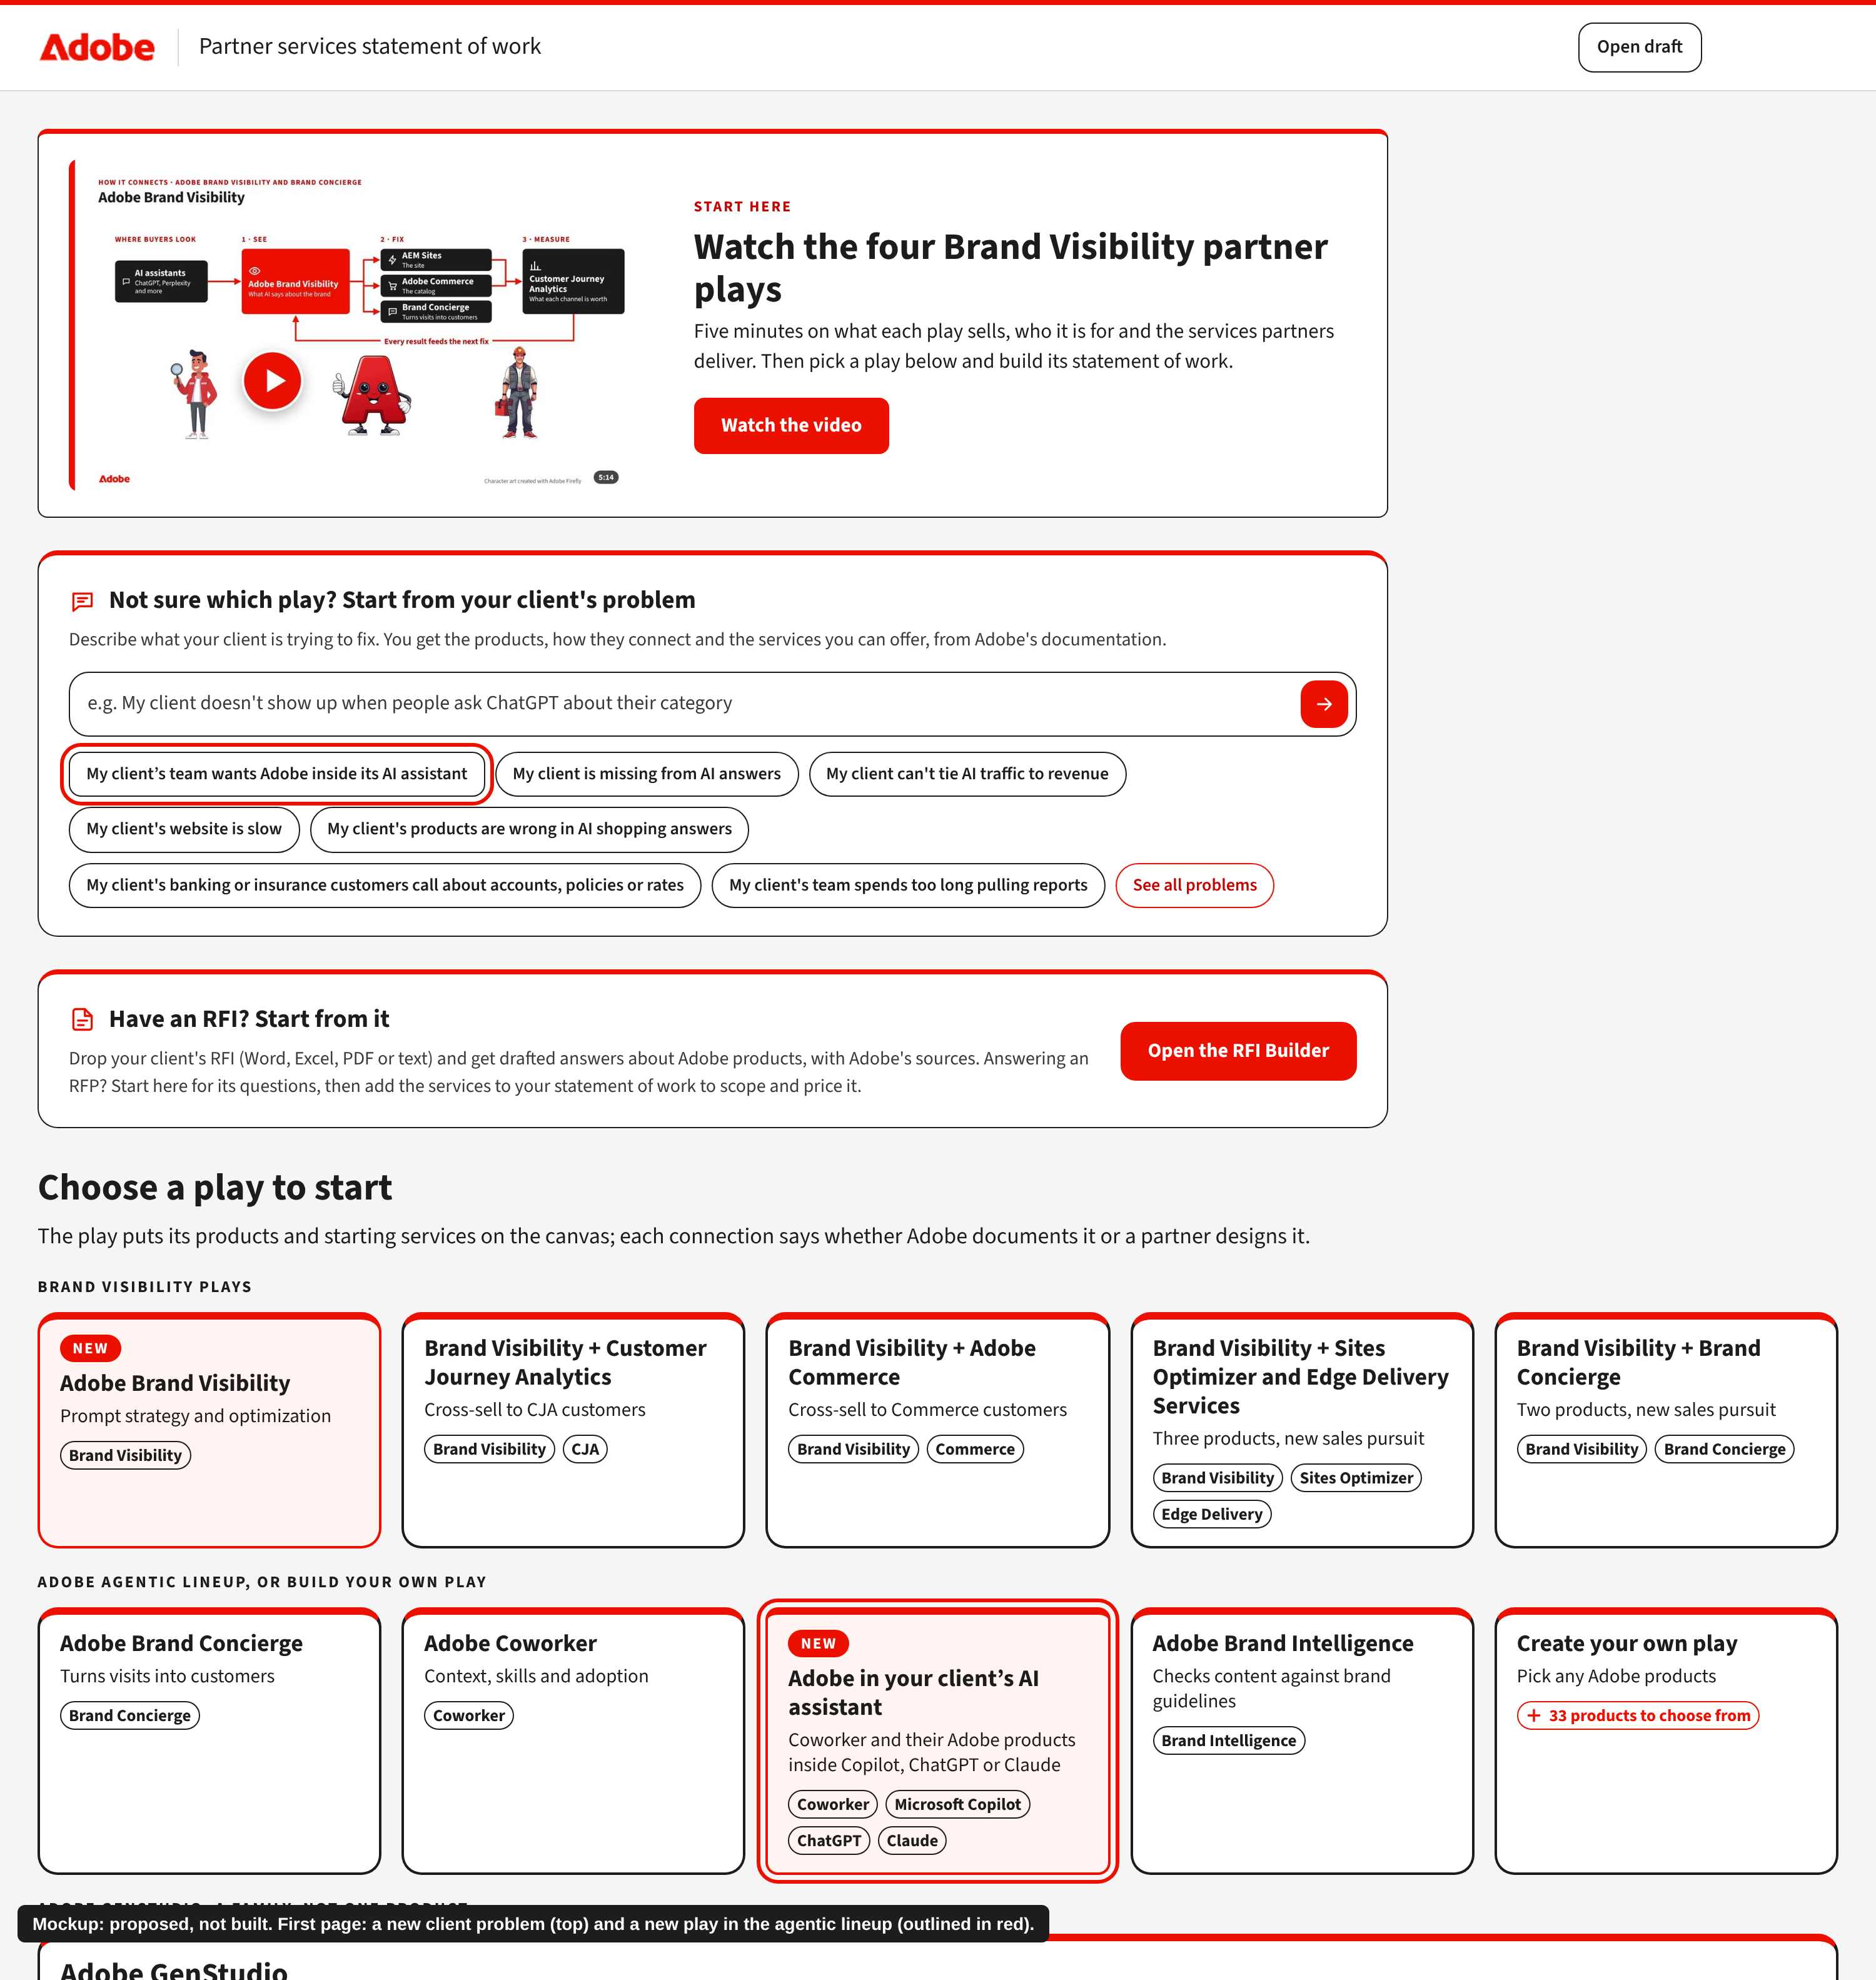 Adobe
Partner services statement of work
Open draft
HOW IT CONNECTS · ADOBE BRAND VISIBILITY AND BRAND CONCIERGE
Adobe Brand Visibility
WHERE BUYERS LOOK
1 · SEE
2 · FIX
3 · MEASURE
AI assistants
ChatGPT, Perplexity
and more
Adobe Brand Visibility
What AI says about the brand
AEM Sites
The site
Adobe Commerce
The catalog
Brand Concierge
Turns visits into customers
Customer Journey
Analytics
What each channel is worth
Every result feeds the next fix
Adobe
Character art created with Adobe Firefly
5:14
START HERE
Watch the four Brand Visibility partner
plays
Five minutes on what each play sells, who it is for and the services partners
deliver. Then pick a play below and build its statement of work.
Watch the video
Not sure which play? Start from your client's problem
Describe what your client is trying to fix. You get the products, how they connect and the services you can offer, from Adobe's documentation.
e.g. My client doesn't show up when people ask ChatGPT about their category
My client’s team wants Adobe inside its AI assistant
My client is missing from AI answers
My client can't tie AI traffic to revenue
My client's website is slow
My client's products are wrong in AI shopping answers
My client's banking or insurance customers call about accounts, policies or rates
My client's team spends too long pulling reports
See all problems
Have an RFI? Start from it
Drop your client's RFI (Word, Excel, PDF or text) and get drafted answers about Adobe products, with Adobe's sources. Answering an
RFP? Start here for its questions, then add the services to your statement of work to scope and price it.
Open the RFI Builder
Choose a play to start
The play puts its products and starting services on the canvas; each connection says whether Adobe documents it or a partner designs it.
BRAND VISIBILITY PLAYS
NEW
Adobe Brand Visibility
Prompt strategy and optimization
Brand Visibility
Brand Visibility + Customer
Journey Analytics
Cross-sell to CJA customers
Brand Visibility
CJA
Brand Visibility + Adobe
Commerce
Cross-sell to Commerce customers
Brand Visibility
Commerce
Brand Visibility + Sites
Optimizer and Edge Delivery
Services
Three products, new sales pursuit
Brand Visibility
Sites Optimizer
Edge Delivery
Brand Visibility + Brand
Concierge
Two products, new sales pursuit
Brand Visibility
Brand Concierge
ADOBE AGENTIC LINEUP, OR BUILD YOUR OWN PLAY
Adobe Brand Concierge
Turns visits into customers
Brand Concierge
Adobe Coworker
Context, skills and adoption
Coworker
NEW
Adobe in your client’s AI
assistant
Coworker and their Adobe products
inside Copilot, ChatGPT or Claude
Coworker
Microsoft Copilot
ChatGPT
Claude
Adobe Brand Intelligence
Checks content against brand
guidelines
Brand Intelligence
Create your own play
Pick any Adobe products
+ 33 products to choose from
Mockup: proposed, not built. First page: a new client problem (top) and a new play in the agentic lineup (outlined in red).
Adobe GenStudio